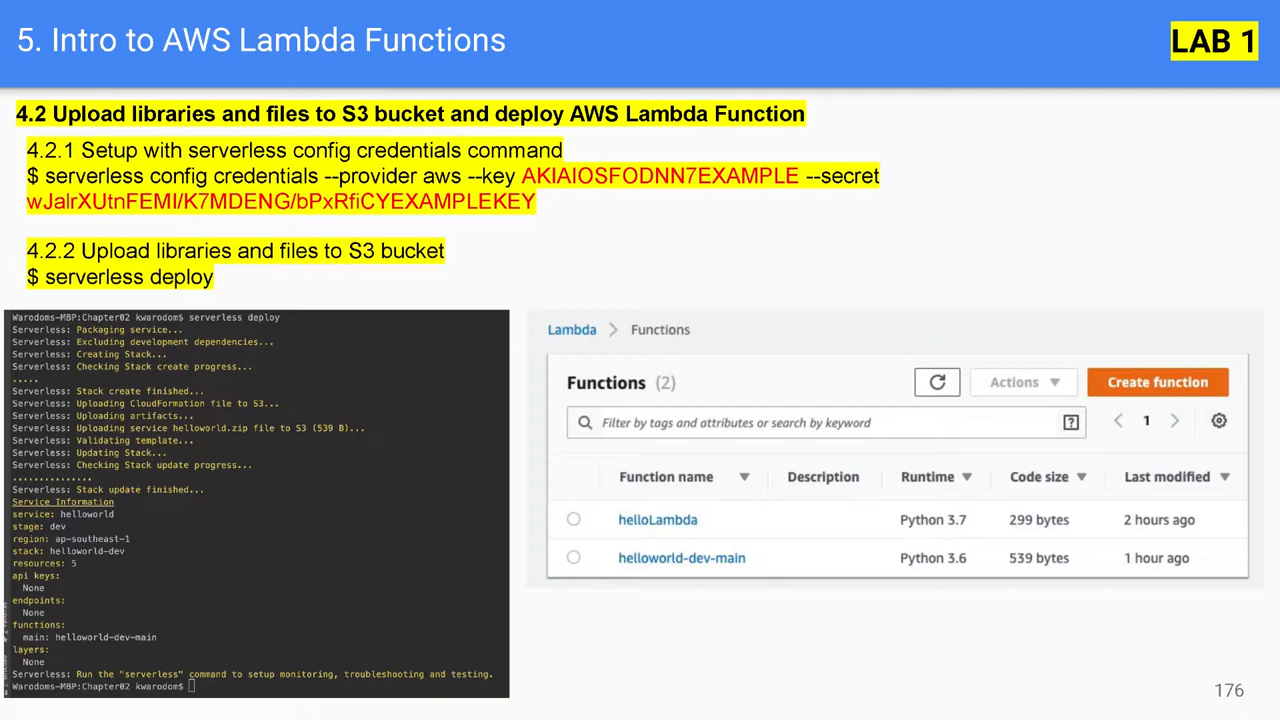 5. Intro to AWS Lambda Functions
LAB 1
4.2 Upload libraries and files to S3 bucket and deploy AWS Lambda Function
4.2.1 Setup with serverless config credentials command
$ serverless config credentials --provider aws --key AKIAIOSFODNN7EXAMPLE --secret
wJalrXUtnFEMI/K7MDENG/bPxRfiCYEXAMPLEKEY
4.2.2 Upload libraries and files to S3 bucket
$ serverless deploy
Warodoms-MBP:Chapter02 kwarodom$ serverless deploy
Serverless: Packaging service...
Serverless: Excluding development dependencies...
Serverless: Creating Stack...
Serverless: Checking Stack create progress...
.....
Serverless: Stack create finished...
Serverless: Uploading CloudFormation file to S3...
Serverless: Uploading artifacts...
Serverless: Uploading service helloworld.zip file to S3 (539 B)...
Serverless: Validating template...
Serverless: Updating Stack...
Serverless: Checking Stack update progress...
...............
Serverless: Stack update finished...
Service Information
service: helloworld
stage: dev
region: ap-southeast-1
stack: helloworld-dev
resources: 5
api keys:
None
endpoints:
None
functions:
main: helloworld-dev-main
layers:
None
Serverless: Run the "serverless" command to setup monitoring, troubleshooting and testing.
Warodoms-MBP:Chapter02 kwarodom$
Lambda > Functions
Functions (2)
Actions
Create function
Filter by tags and attributes or search by keyword
?
< 1 >
Function name Description Runtime Code size Last modified
helloLambda Python 3.7 299 bytes 2 hours ago
helloworld-dev-main Python 3.6 539 bytes 1 hour ago
176